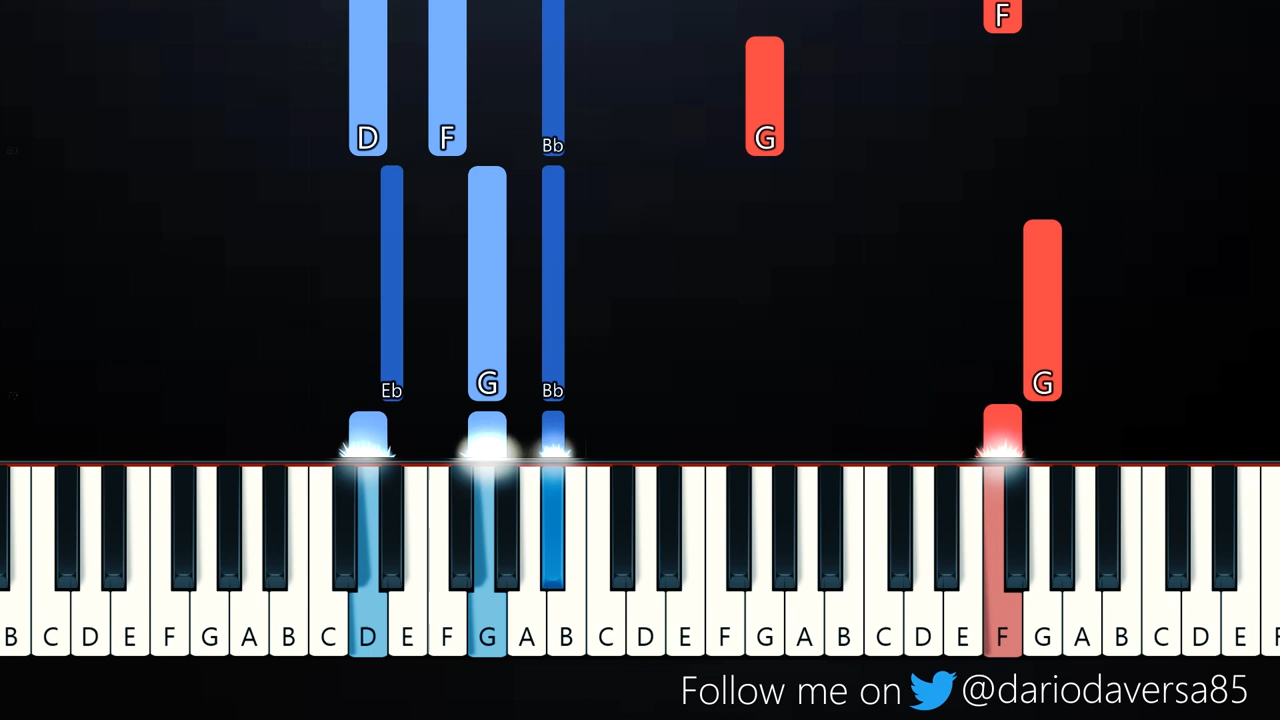 F
D F Bb G
Eb G Bb G
B C D E F G A B C D E F G A B C D E F G A B C D E F G A B C D E
Follow me on @dariodaversa85